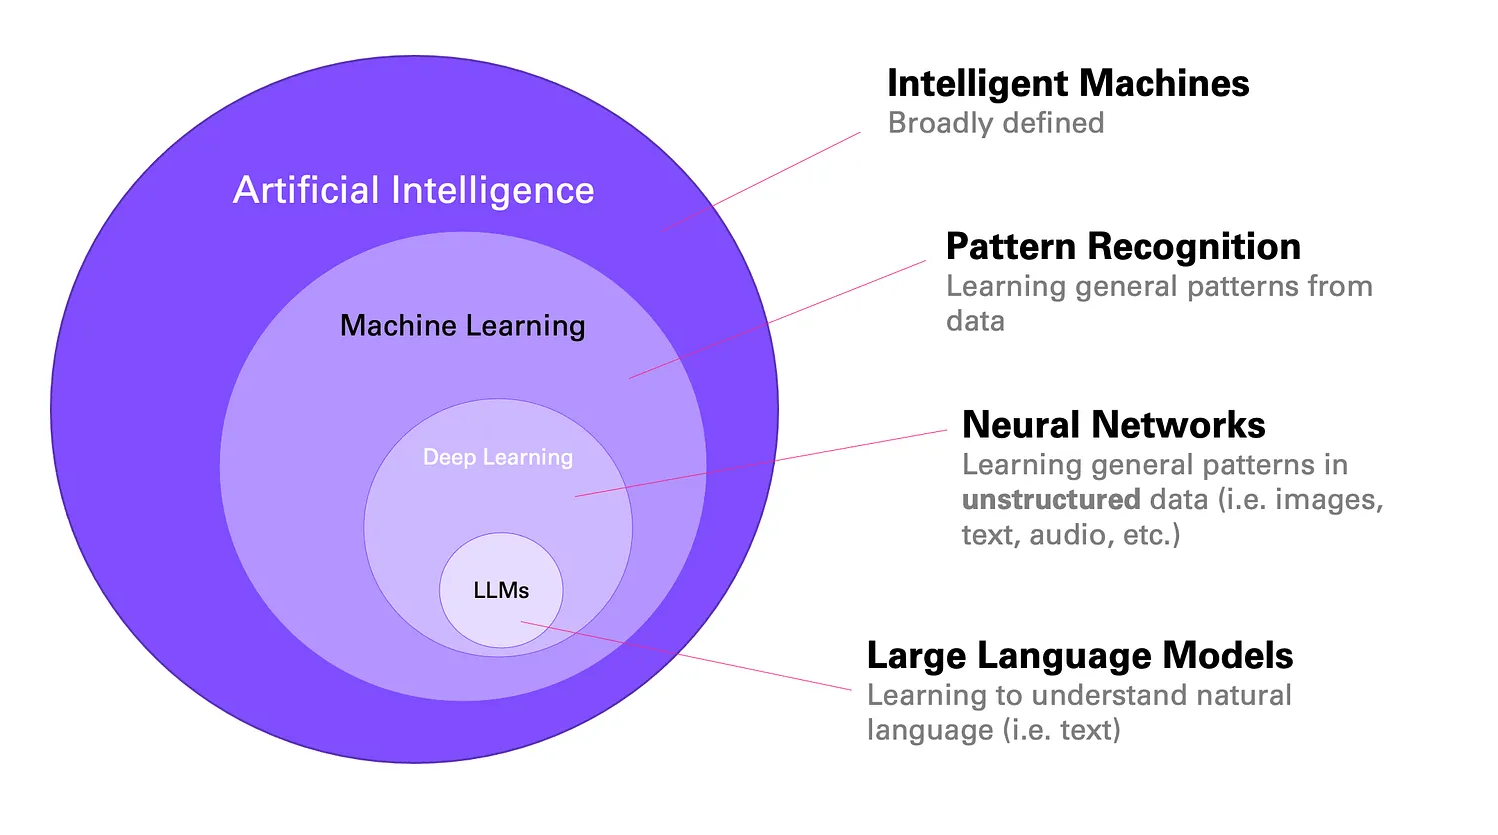 Artificial Intelligence
Machine Learning
Deep Learning
LLMs
Intelligent Machines
Broadly defined
Pattern Recognition
Learning general patterns from
data
Neural Networks
Learning general patterns in
unstructured data (i.e. images,
text, audio, etc.)
Large Language Models
Learning to understand natural
language (i.e. text)